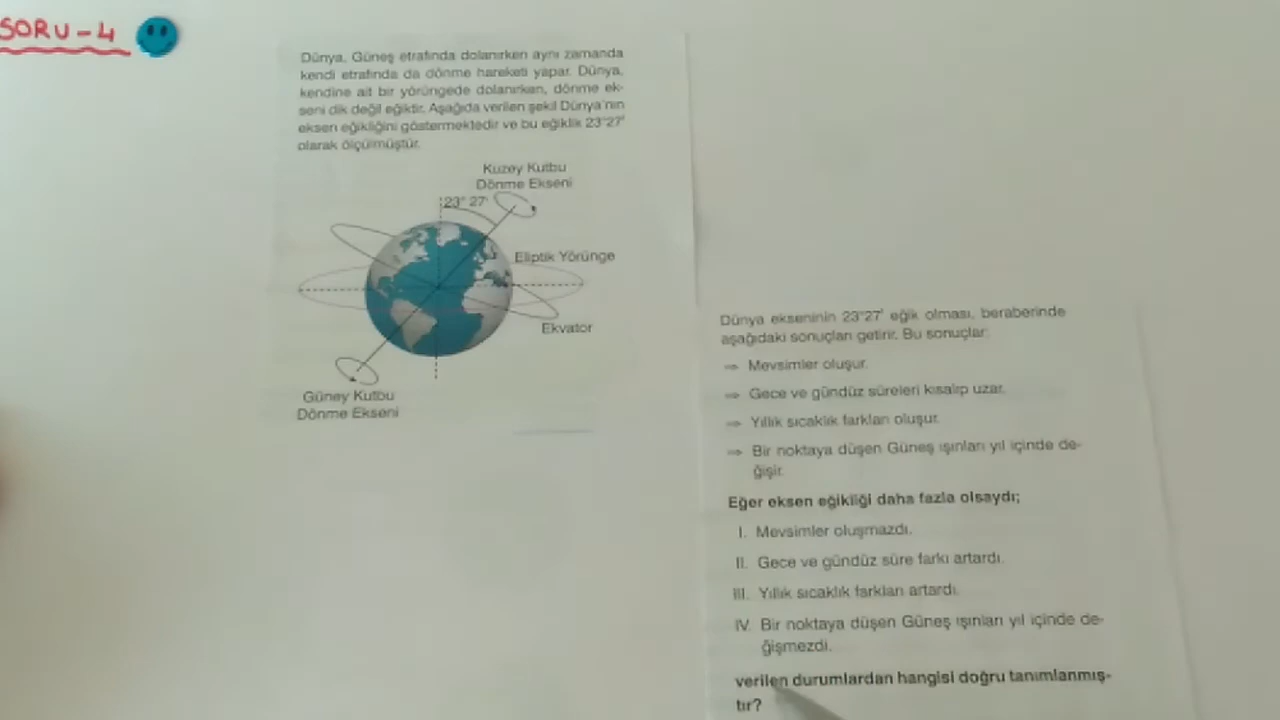 SORU-4
Dünya, Güneş etrafında dolanırken aynı zamanda
kendi etrafında da dönme hareketi yapar. Dünya,
kendine ait bir yörüngede dolanırken, dönme ek-
seni dik değil eğiktir. Aşağıda verilen şekil Dünya'nın
eksen eğikliğini göstermektedir ve bu eğiklik 23°27'
olarak ölçülmüştür.
Kuzey Kutbu
Dönme Ekseni
23° 27'
Eliptik Yörünge
Ekvator
Güney Kutbu
Dönme Ekseni
Dünya ekseninin 23°27' eğik olması, beraberinde
aşağıdaki sonuçları getirir. Bu sonuçlar:
⇒ Mevsimler oluşur.
⇒ Gece ve gündüz süreleri kısalıp uzar.
⇒ Yıllık sıcaklık farkları oluşur.
⇒ Bir noktaya düşen Güneş ışınları yıl içinde de-
ğişir.
Eğer eksen eğikliği daha fazla olsaydı;
I. Mevsimler oluşmazdı.
II. Gece ve gündüz süre farkı artardı.
III. Yıllık sıcaklık farkları artardı.
IV. Bir noktaya düşen Güneş ışınları yıl içinde de-
ğişmezdi.
verilen durumlardan hangisi doğru tanımlanmış-
tır?